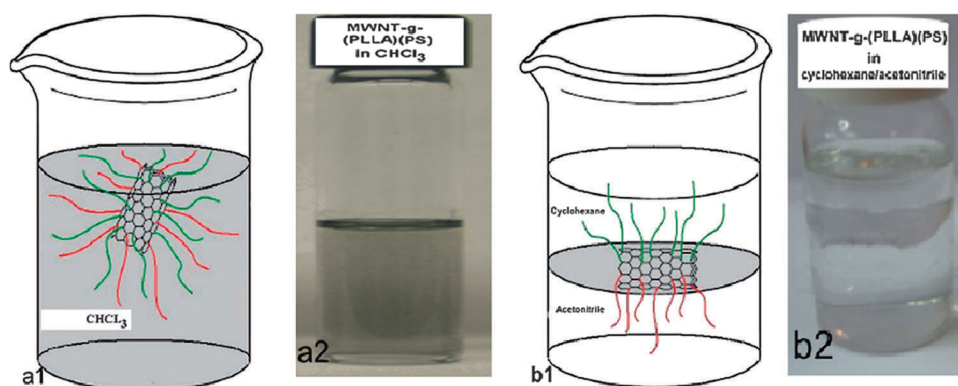 CHCL3
a1
MWNT-g-
(PLLA)(PS)
in CHCl3
a2
Cyclohexane
Acetonitrile
b1
MWNT-g-(PLLA)(PS)
in
cyclohexane/acetonitrile
b2